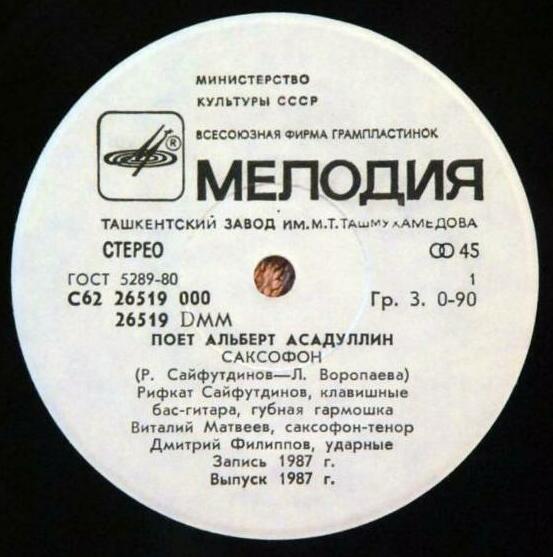 МИНИСТЕРСТВО
КУЛЬТУРЫ СССР
ВСЕСОЮЗНАЯ ФИРМА ГРАМПЛАСТИНОК
®
МЕЛОДИЯ
ТАШКЕНТСКИЙ ЗАВОД ИМ. М.Т. ТАШМУХАМЕДОВА
СТЕРЕО 45
ГОСТ 5289-80 1
С62 26519 000 Гр. 3. 0-90
26519 DMM
ПОЕТ АЛЬБЕРТ АСАДУЛЛИН
САКСОФОН
(Р. Сайфутдинов—Л. Воропаева)
Рифкат Сайфутдинов, клавишные
бас-гитара, губная гармошка
Виталий Матвеев, саксофон-тенор
Дмитрий Филиппов, ударные
Запись 1987 г.
Выпуск 1987 г.